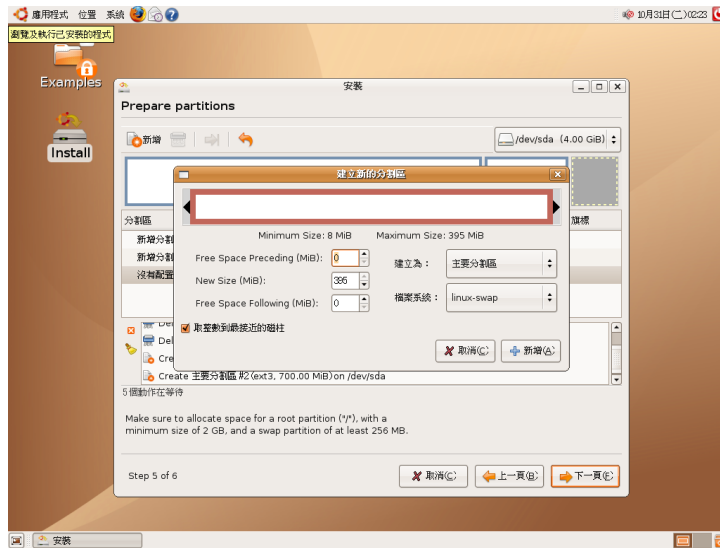 應用程式 位置 系統
10月31日(二)02:23
瀏覽及執行已安裝的程式
Examples
Install
安裝
Prepare partitions
新增
/dev/sda (4.00 GiB)
建立新的分割區
Minimum Size: 8 MiB Maximum Size: 395 MiB
Free Space Preceding (MiB): 0
建立為： 主要分割區
New Size (MiB): 395
檔案系統： linux-swap
Free Space Following (MiB): 0
取整數到最接近的磁柱
取消(C) 新增(A)
分割區
旗標
新增分割
新增分割
沒有配置
Del
Del
Cre
Create 主要分割區 #2 (ext3, 700.00 MiB) on /dev/sda
5 個動作在等待
Make sure to allocate space for a root partition ("/"), with a
minimum size of 2 GB, and a swap partition of at least 256 MB.
Step 5 of 6
取消(C) 上一頁(B) 下一頁(F)
安裝